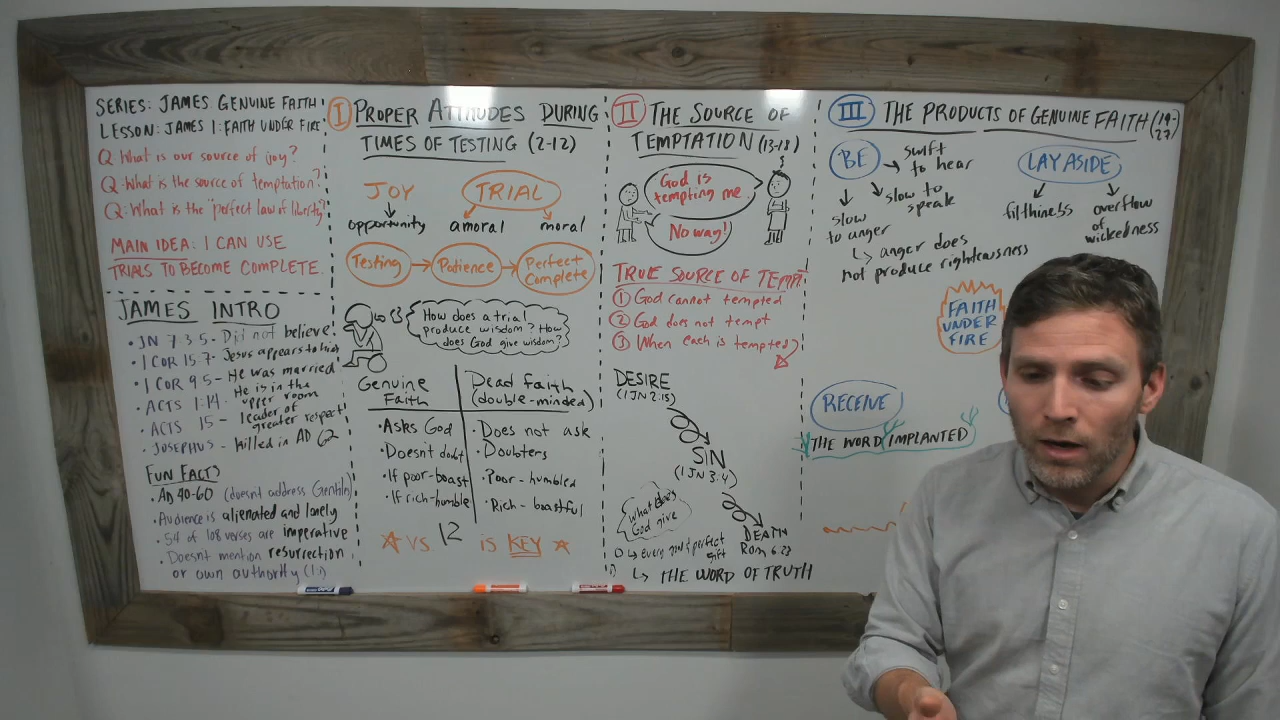 SERIES: JAMES GENUINE FAITH
LESSON: JAMES 1: FAITH UNDER FIRE
Q: What is our source of joy?
Q: What is the source of temptation?
Q: What is the "perfect law of liberty"
MAIN IDEA: I CAN USE
TRIALS TO BECOME COMPLETE.
JAMES INTRO
• JN 7 3 5 - Did not believe!
• I COR 15:7 - Jesus appears to him
• I COR 9 5 - He was married
• ACTS 1:14 - He is in the
upper room
• ACTS 15 - leader of
greater respect!
• JOSEPHUS - killed in AD 62
FUN FACTS
• AD 40-60 (doesn't address Gentiln)
• Audience is alienated and lonely
• 54 of 108 verses are imperative
• Doesnt mention resurrection
or own authority (1:1)
I PROPER ATTITUDES DURING
TIMES OF TESTING (2-12)
JOY TRIAL
opportunity amoral moral
Testing Patience Perfect
Complete
How does a trial
produce wisdom? How
does God give wisdom?
Genuine
Faith
Dead Faith
(double-minded)
• Asks God
• Doesn't doubt
• If poor-boast
• If rich-humble
• Does not ask
• Doubters
• Poor - humbled
• Rich - boastful
VS 12 is KEY
II THE SOURCE OF
TEMPTATION (13-18)
God is
tempting me.
No way!
TRUE SOURCE OF TEMPT.
1 God cannot tempted
2 God does not tempt
3 When each is tempted
DESIRE
(1 JN 2:15)
SIN
(1 JN 3:4)
DEATH
Rom 6:23
What does
God give
every good & perfect
gift
THE WORD OF TRUTH
III THE PRODUCTS OF GENUINE FAITH (19-
27)
BE
swift
to hear
slow to
speak
slow
to anger
anger does
not produce righteousness
LAY ASIDE
filthiness
overflow
of
wickedness
FAITH
UNDER
FIRE
RECEIVE
THE WORD IMPLANTED